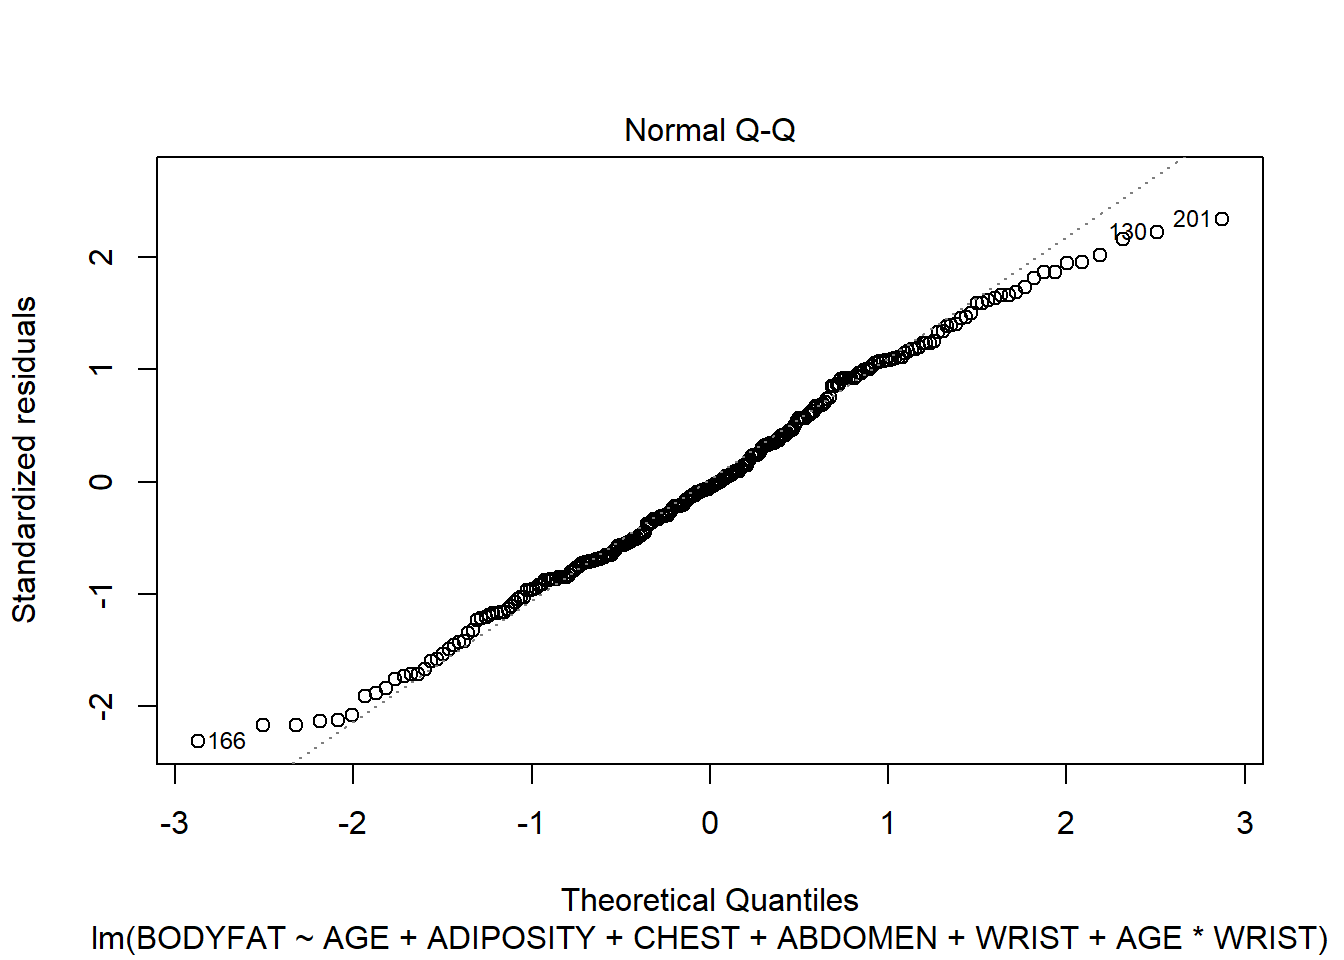 Normal Q-Q
Standardized residuals
2
1
0
-1
-2
130
201
166
-3 -2 -1 0 1 2 3
Theoretical Quantiles
lm(BODYFAT ~ AGE + ADIPOSITY + CHEST + ABDOMEN + WRIST + AGE * WRIST)